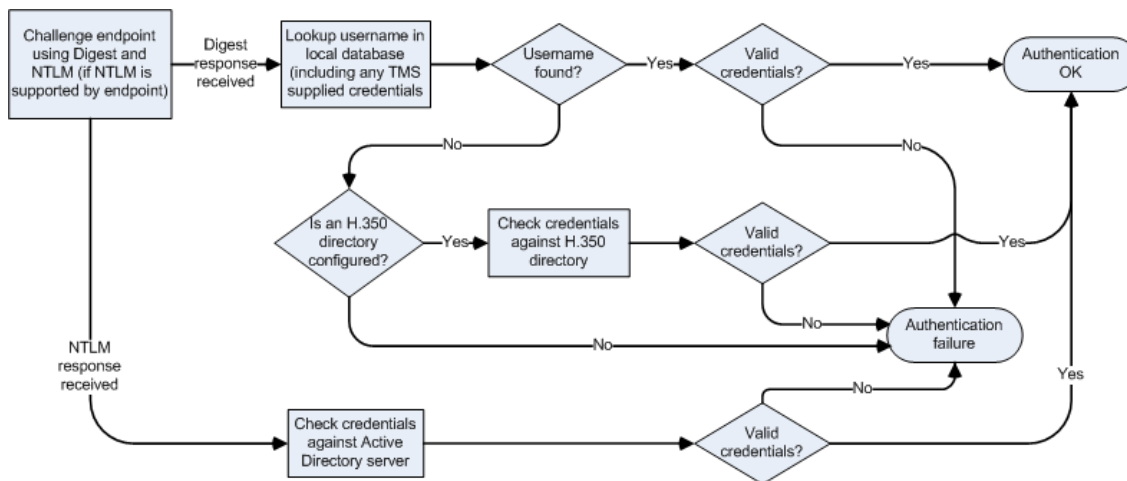 Challenge endpoint
using Digest and
NTLM (if NTLM is
supported by endpoint)
Digest
response
received
Lookup username in
local database
(including any TMS
supplied credentials
Username
found?
Yes
Valid
credentials?
Yes
Authentication
OK
No
No
Is an H.350
directory
configured?
Yes
Check credentials
against H.350
directory
Valid
credentials?
Yes
No
No
Authentication
failure
NTLM
response
received
Check credentials
against Active
Directory server
Valid
credentials?
No
Yes